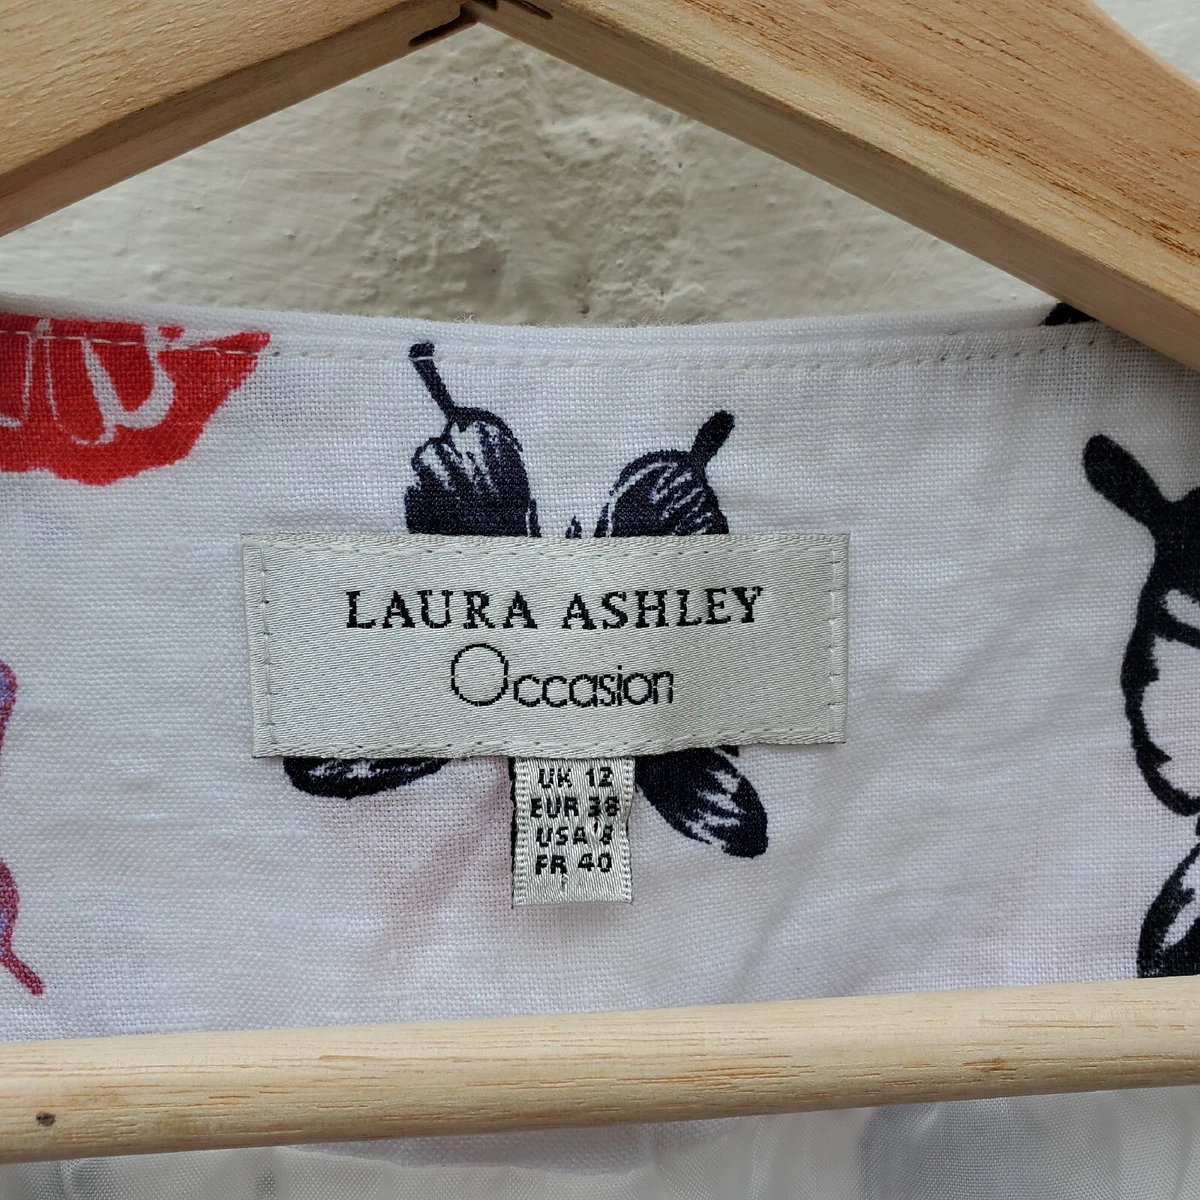 LAURA ASHLEY
Occasion
UK 12
EUR 38
USA 8
FR 40